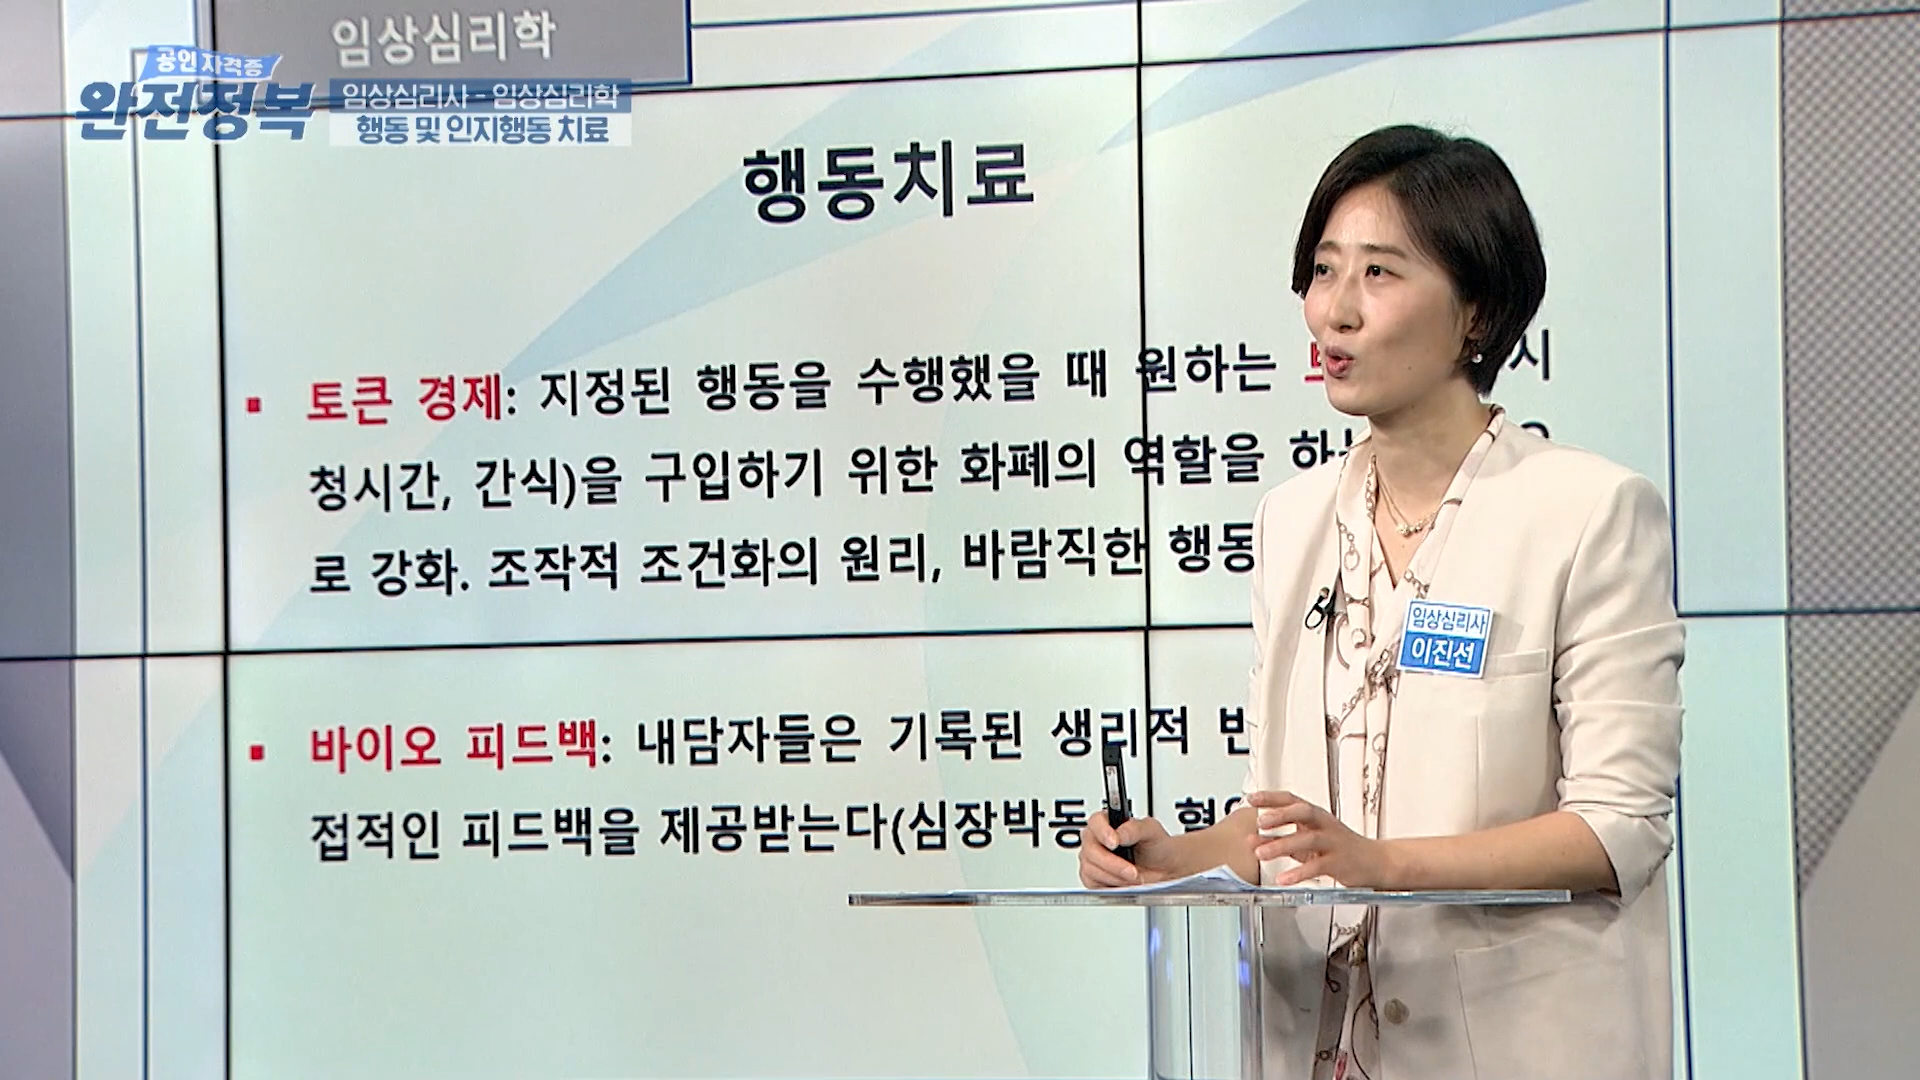 임상심리학
공인 자격증
완전정복
임상심리사 - 임상심리학
행동 및 인지행동 치료
행동치료
▪ 토큰 경제: 지정된 행동을 수행했을 때 원하는 시
청시간, 간식)을 구입하기 위한 화폐의 역할을
로 강화. 조작적 조건화의 원리, 바람직한 행동
▪ 바이오 피드백: 내담자들은 기록된 생리적
접적인 피드백을 제공받는다(심장박동
임상심리사
이진선